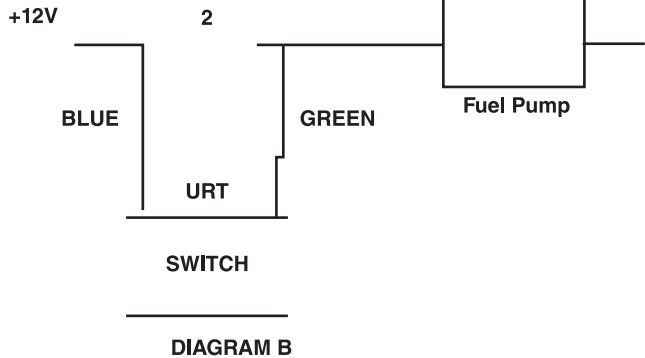 +12V 2
Fuel Pump
BLUE GREEN
URT
SWITCH
DIAGRAM B